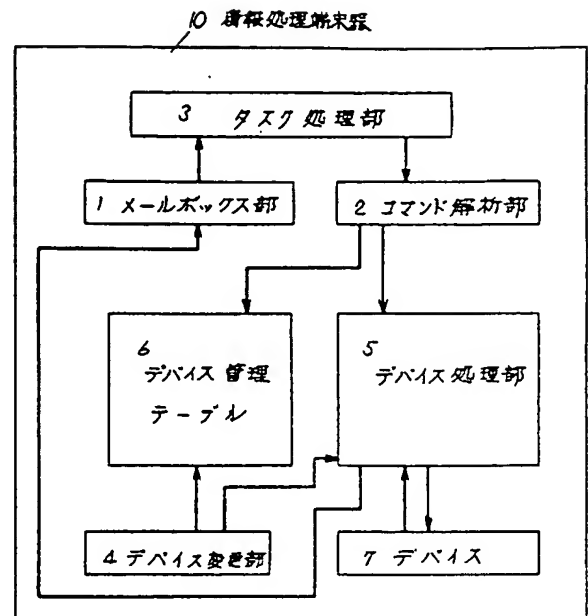 10 情報処理端末器
3 タスク処理部
1 メールボックス部
2 コマンド解析部
6
デバイス管理
テーブル
5
デバイス処理部
4 デバイス変更部
7 デバイス